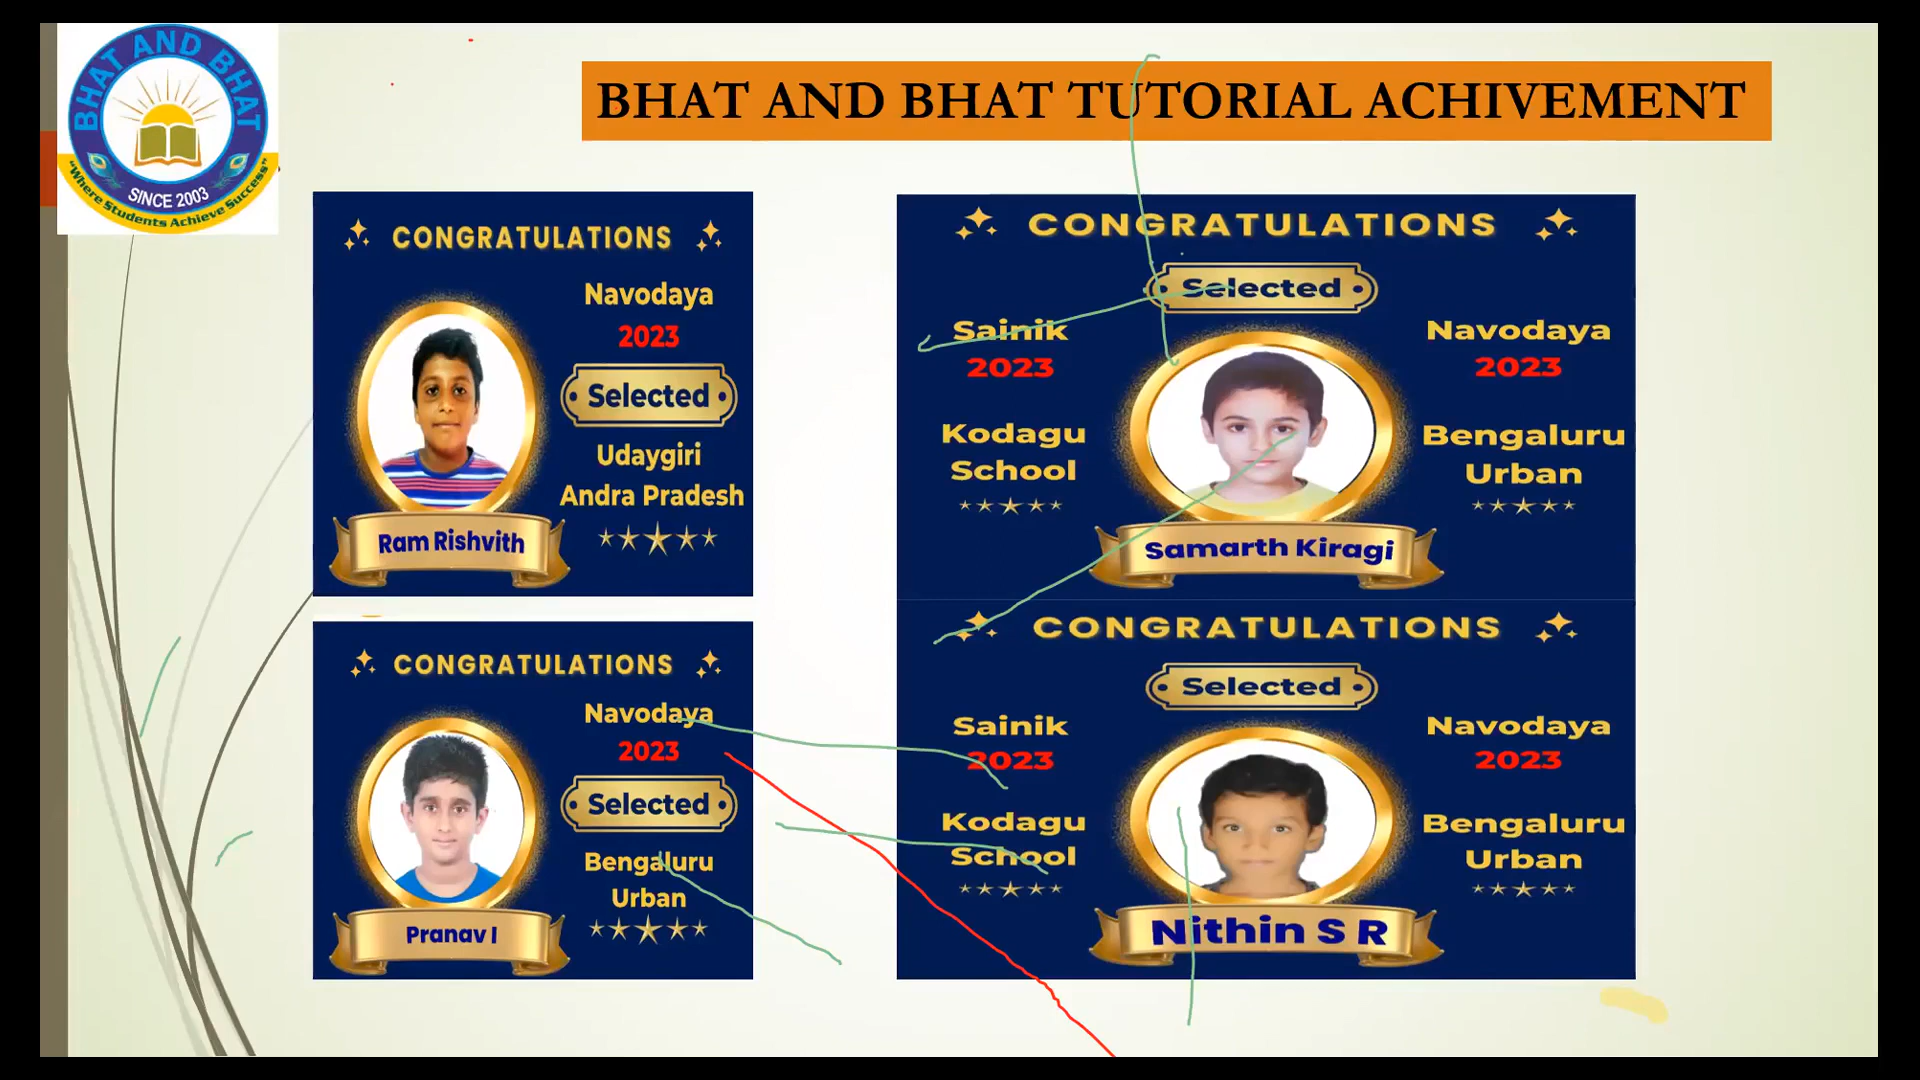 BHAT AND BHAT
SINCE 2003
"Where Students Achieve Success"
BHAT AND BHAT TUTORIAL ACHIVEMENT
CONGRATULATIONS
Navodaya
2023
Selected
Udaygiri
Andra Pradesh
Ram Rishvith
CONGRATULATIONS
Selected
Sainik
2023
Kodagu
School
Navodaya
2023
Bengaluru
Urban
Samarth Kiragi
CONGRATULATIONS
Navodaya
2023
Selected
Bengaluru
Urban
Pranav I
CONGRATULATIONS
Selected
Sainik
2023
Kodagu
School
Navodaya
2023
Bengaluru
Urban
Nithin S R